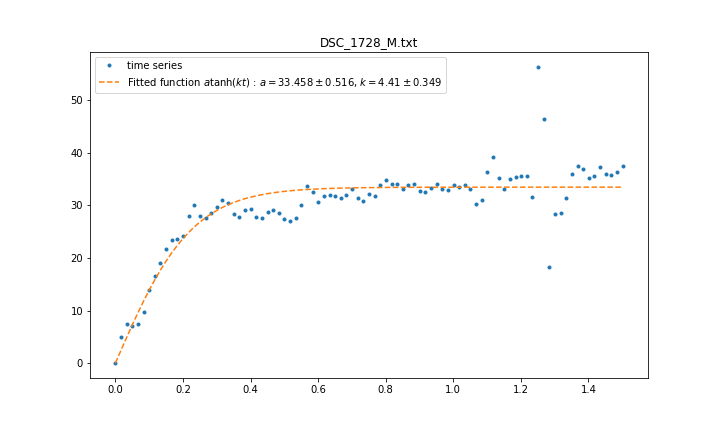 DSC_1728_M.txt
time series
Fitted function atanh(kt) : a = 33.458 ± 0.516, k = 4.41 ± 0.349
50
40
30
20
10
0
0.0 0.2 0.4 0.6 0.8 1.0 1.2 1.4